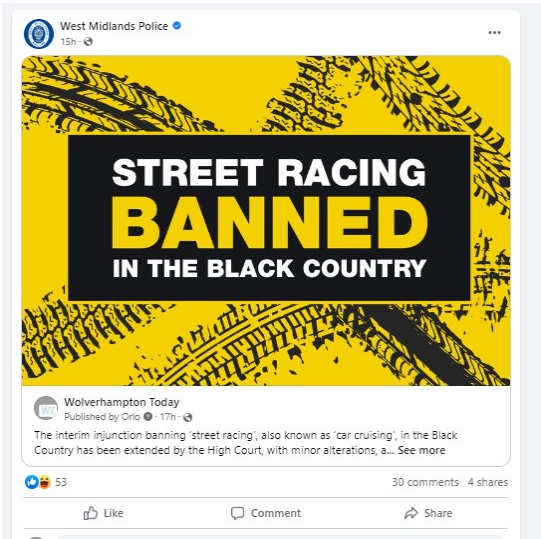 West Midlands Police
15h ·
STREET RACING
BANNED
IN THE BLACK COUNTRY
WT
Wolverhampton Today
Published by Orlo · 17h ·
The interim injunction banning 'street racing', also known as 'car cruising', in the Black
Country has been extended by the High Court, with minor alterations, a... See more
53
30 comments 4 shares
Like Comment Share